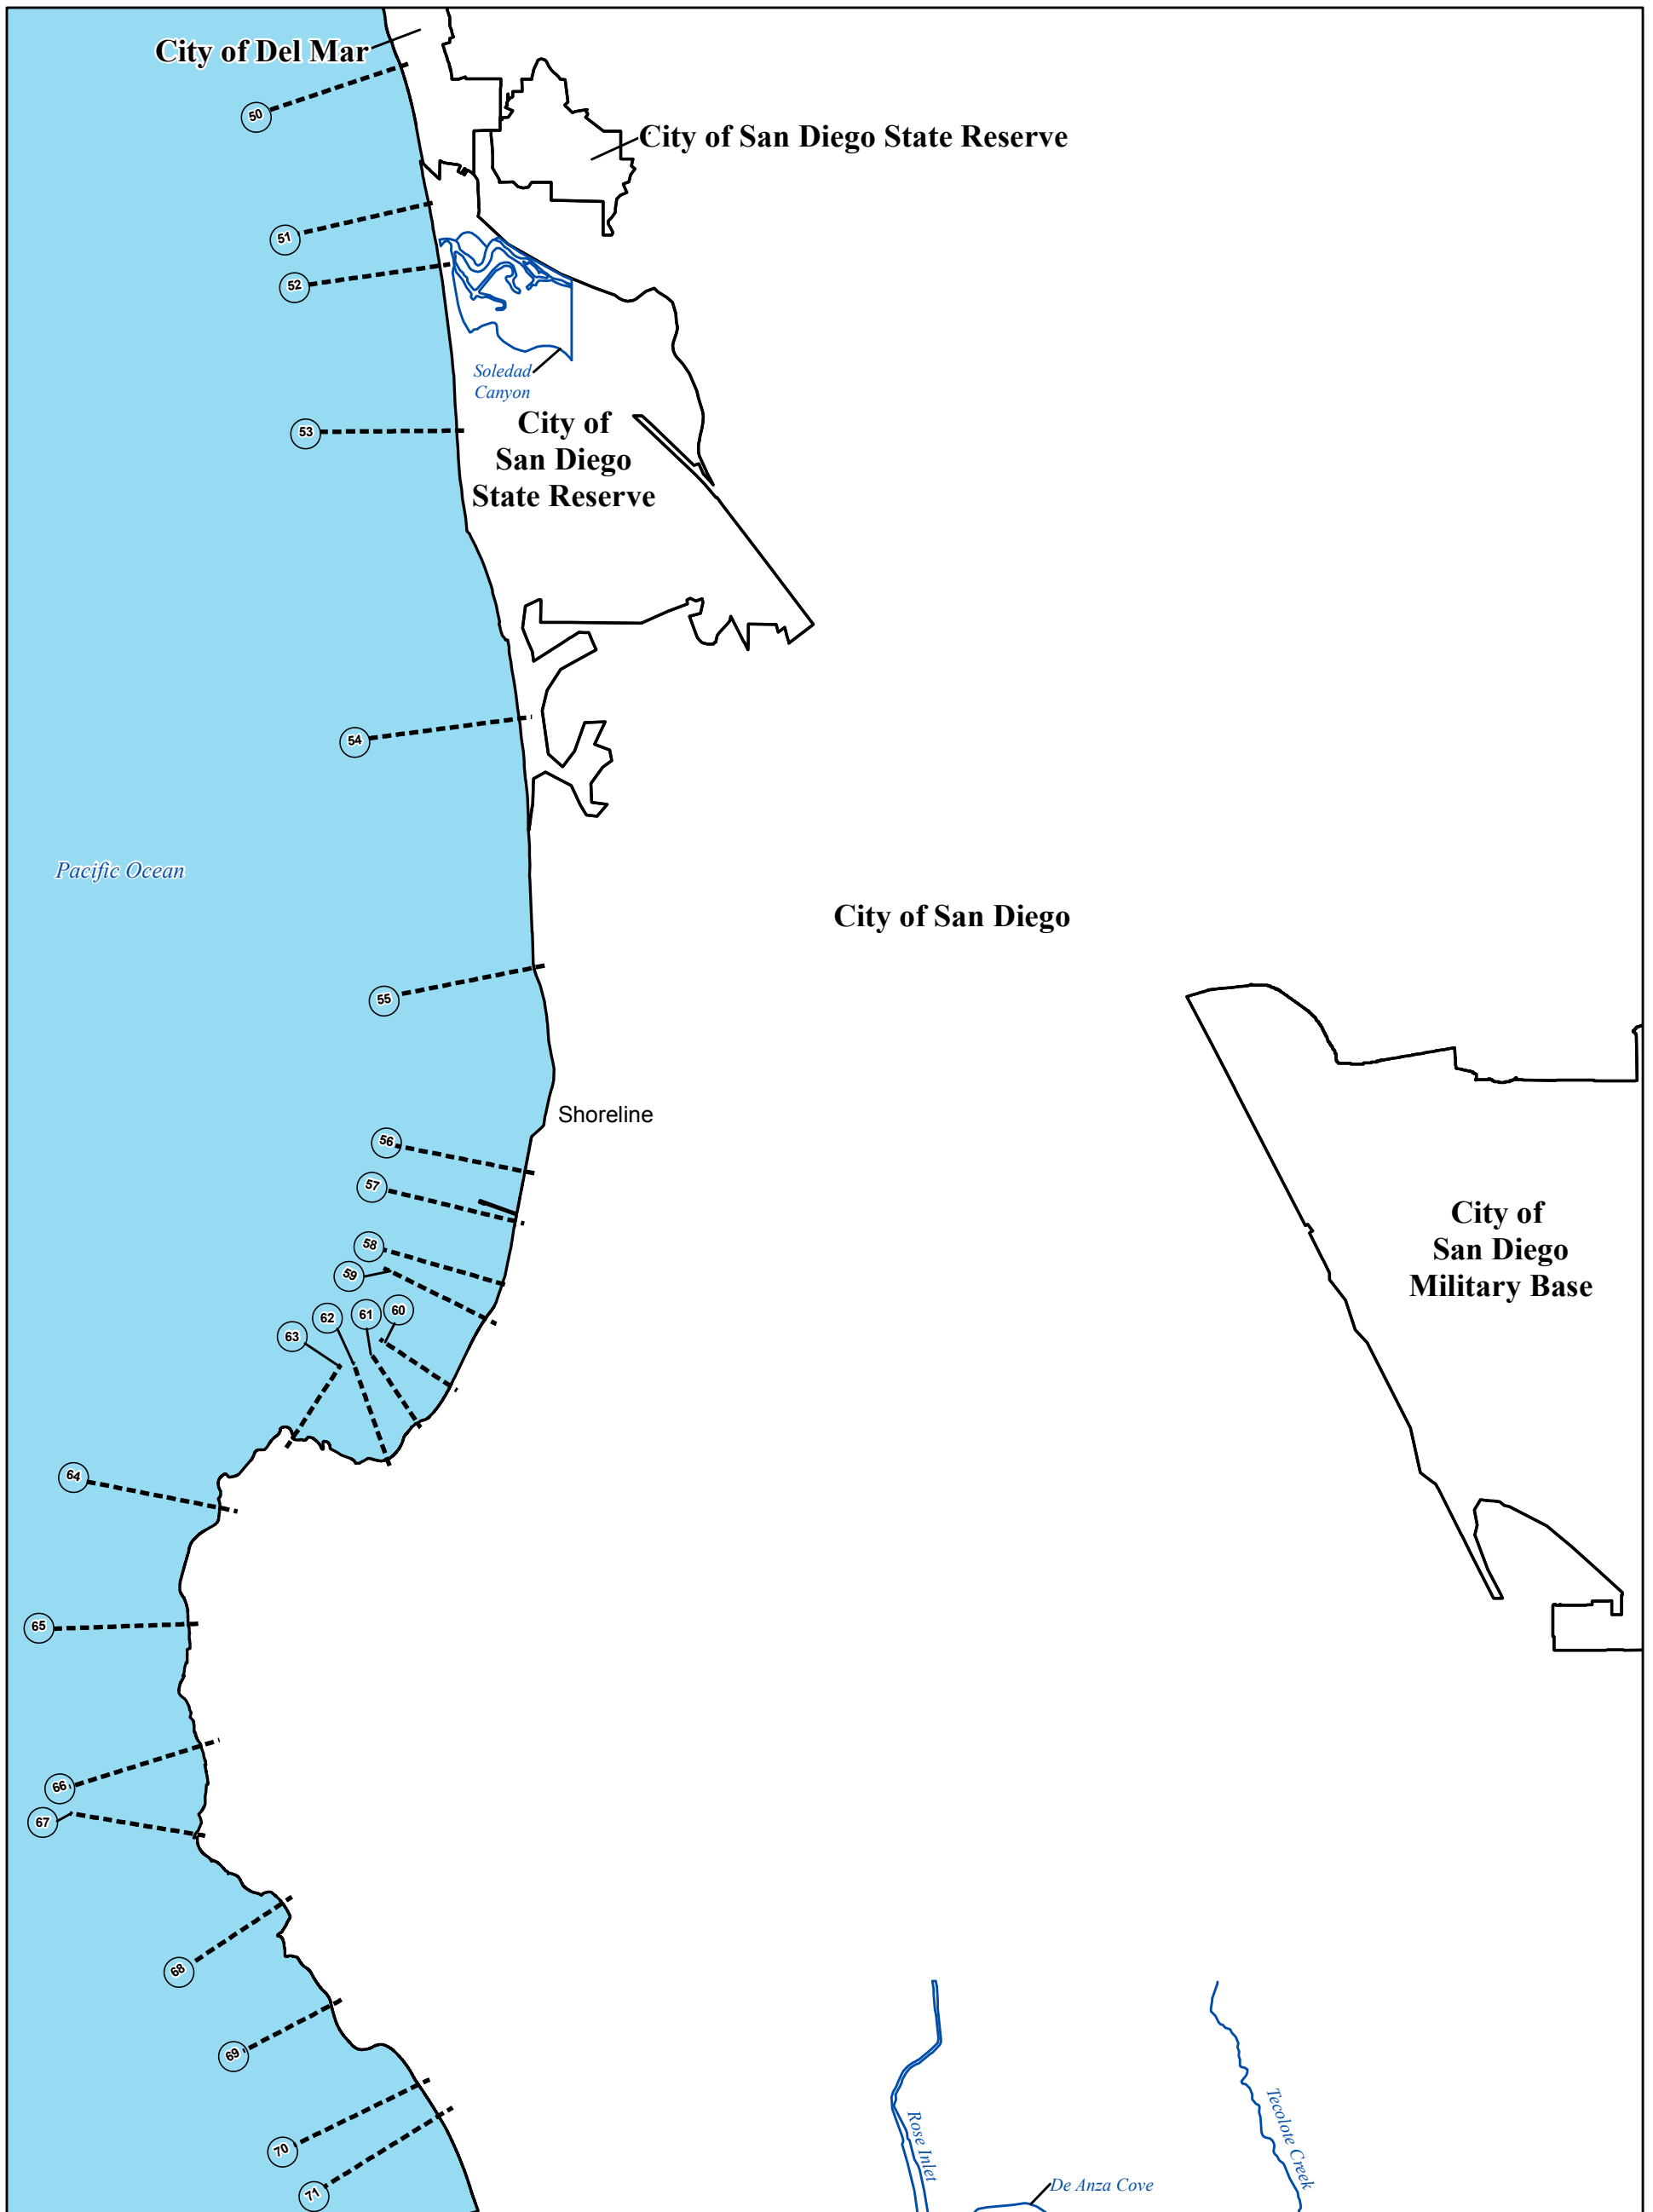 City of Del Mar
50
City of San Diego State Reserve
51
52
Soledad
Canyon
53
City of
San Diego
State Reserve
54
Pacific Ocean
City of San Diego
55
Shoreline
56
57
City of
San Diego
Military Base
58
59
60
61
62
63
64
65
66
67
68
69
70
71
Rose Inlet
Tecolote Creek
De Anza Cove